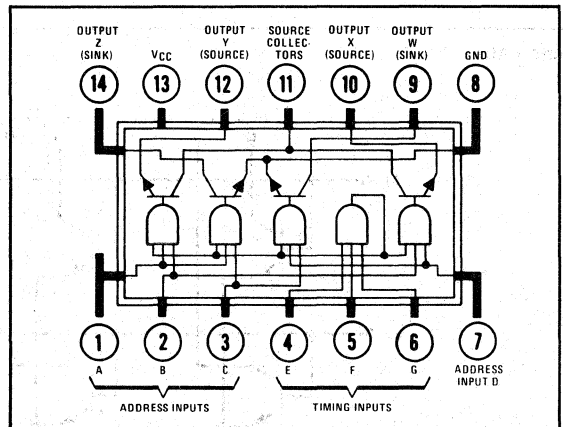 OUTPUT Z (SINK)
VCC
OUTPUT Y (SOURCE)
SOURCE COLLEC- TORS
OUTPUT X (SOURCE)
OUTPUT W (SINK)
GND
14 13 12 11 10 9 8
1 2 3 4 5 6 7
A B C E F G
ADDRESS INPUT D
ADDRESS INPUTS
TIMING INPUTS